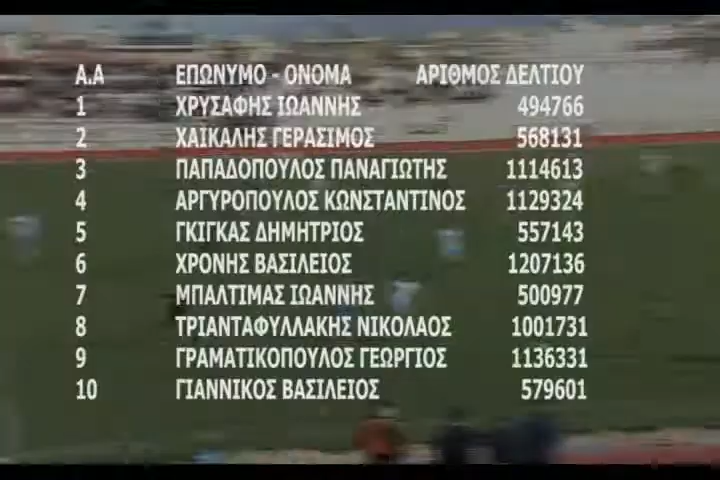 Α.Α ΕΠΩΝΥΜΟ - ΟΝΟΜΑ ΑΡΙΘΜΟΣ ΔΕΛΤΙΟΥ
1 ΧΡΥΣΑΦΗΣ ΙΩΑΝΝΗΣ 494766
2 ΧΑΪΚΑΛΗΣ ΓΕΡΑΣΙΜΟΣ 568131
3 ΠΑΠΑΔΟΠΟΥΛΟΣ ΠΑΝΑΓΙΩΤΗΣ 1114613
4 ΑΡΓΥΡΟΠΟΥΛΟΣ ΚΩΝΣΤΑΝΤΙΝΟΣ 1129324
5 ΓΚΙΓΚΑΣ ΔΗΜΗΤΡΙΟΣ 557143
6 ΧΡΟΝΗΣ ΒΑΣΙΛΕΙΟΣ 1207136
7 ΜΠΑΛΤΙΜΑΣ ΙΩΑΝΝΗΣ 500977
8 ΤΡΙΑΝΤΑΦΥΛΛΑΚΗΣ ΝΙΚΟΛΑΟΣ 1001731
9 ΓΡΑΜΑΤΙΚΟΠΟΥΛΟΣ ΓΕΩΡΓΙΟΣ 1136331
10 ΓΙΑΝΝΙΚΟΣ ΒΑΣΙΛΕΙΟΣ 579601